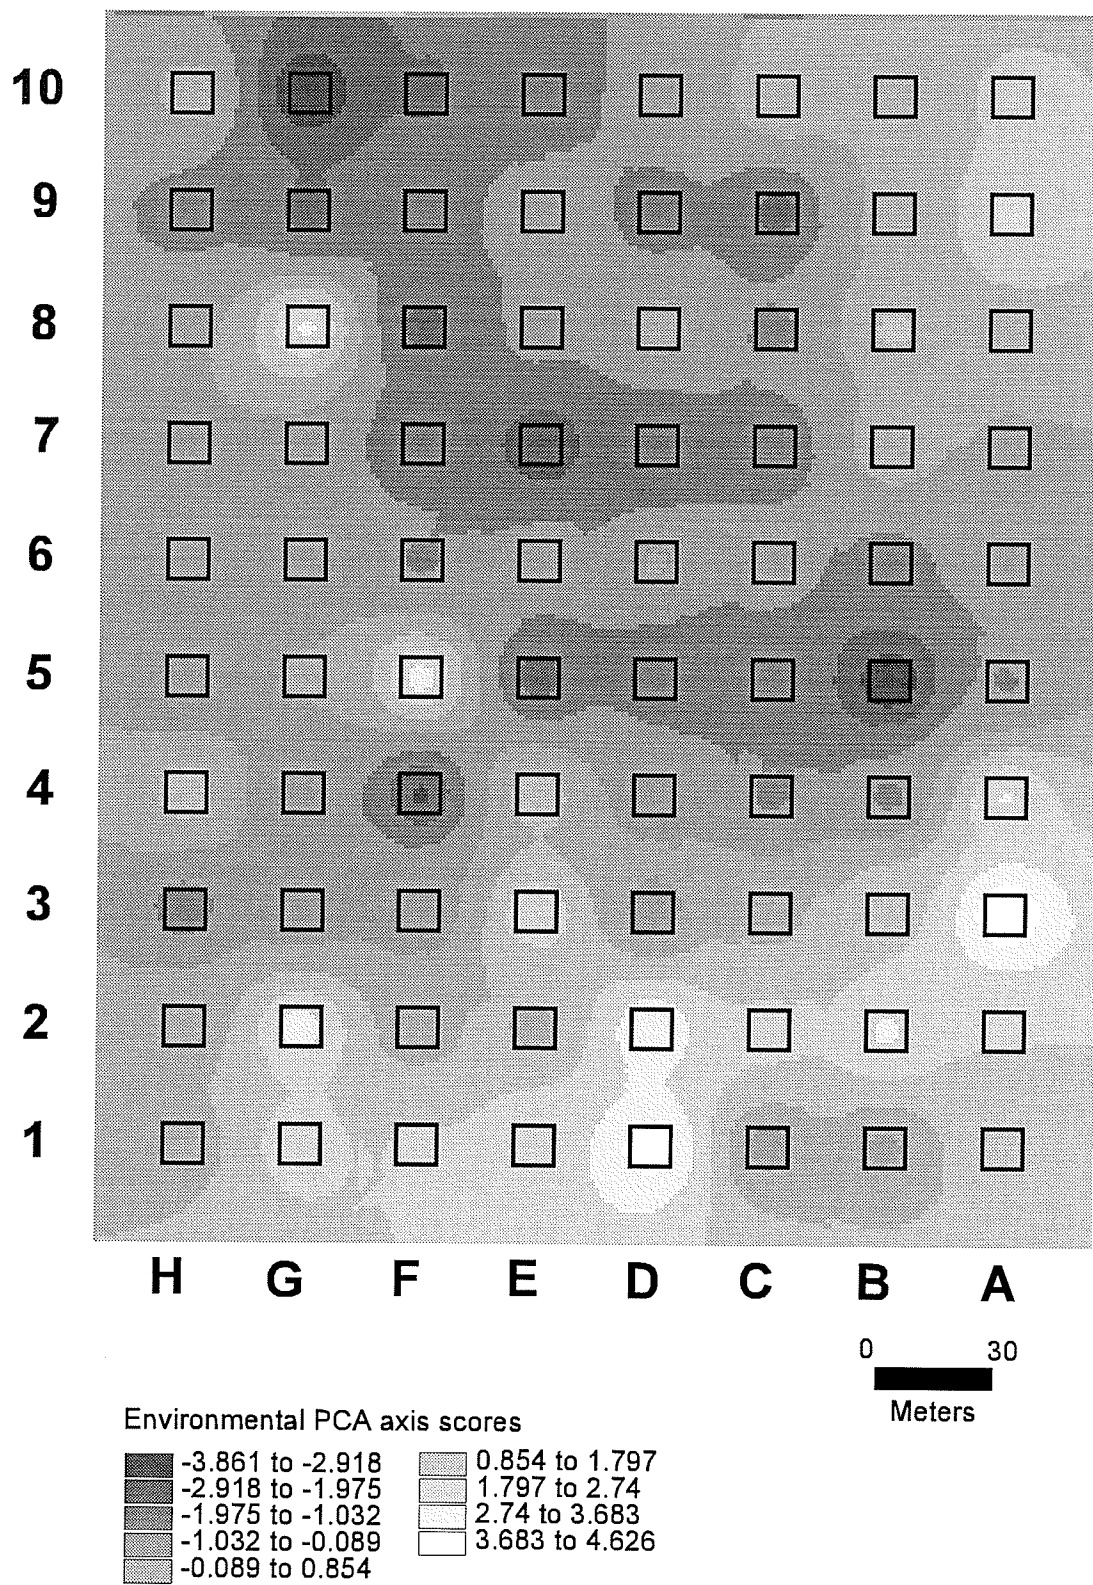 10
9
8
7
6
5
4
3
2
1
H G F E D C B A
0 30
Meters
Environmental PCA axis scores
-3.861 to -2.918
-2.918 to -1.975
-1.975 to -1.032
-1.032 to -0.089
-0.089 to 0.854
0.854 to 1.797
1.797 to 2.74
2.74 to 3.683
3.683 to 4.626